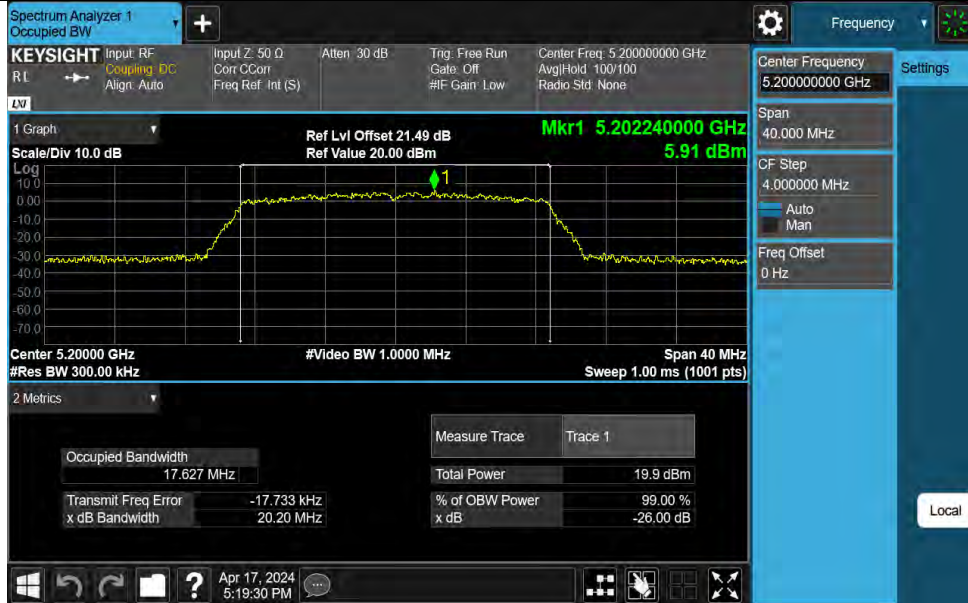 Spectrum Analyzer 1
Occupied BW
+
Frequency
KEYSIGHT
Input: RF
Coupling: DC
Align: Auto
Input Z: 50 Ω
Corr CCorr
Freq Ref: Int (S)
Atten: 30 dB
Trig: Free Run
Gate: Off
#IF Gain: Low
Center Freq: 5.200000000 GHz
Avg|Hold: 100/100
Radio Std: None
LXI
1 Graph
Scale/Div 10.0 dB
Ref Lvl Offset 21.49 dB
Ref Value 20.00 dBm
Mkr1 5.202240000 GHz
5.91 dBm
Log
10.0
0.00
-10.0
-20.0
-30.0
-40.0
-50.0
-60.0
-70.0
1
Center 5.20000 GHz
#Res BW 300.00 kHz
#Video BW 1.0000 MHz
Span 40 MHz
Sweep 1.00 ms (1001 pts)
2 Metrics
Measure Trace
Trace 1
Occupied Bandwidth
17.627 MHz
Total Power
19.9 dBm
Transmit Freq Error
-17.733 kHz
% of OBW Power
99.00 %
x dB Bandwidth
20.20 MHz
x dB
-26.00 dB
Center Frequency
5.200000000 GHz
Settings
Span
40.000 MHz
CF Step
4.000000 MHz
Auto
Man
Freq Offset
0 Hz
Local
?
Apr 17, 2024
5:19:30 PM